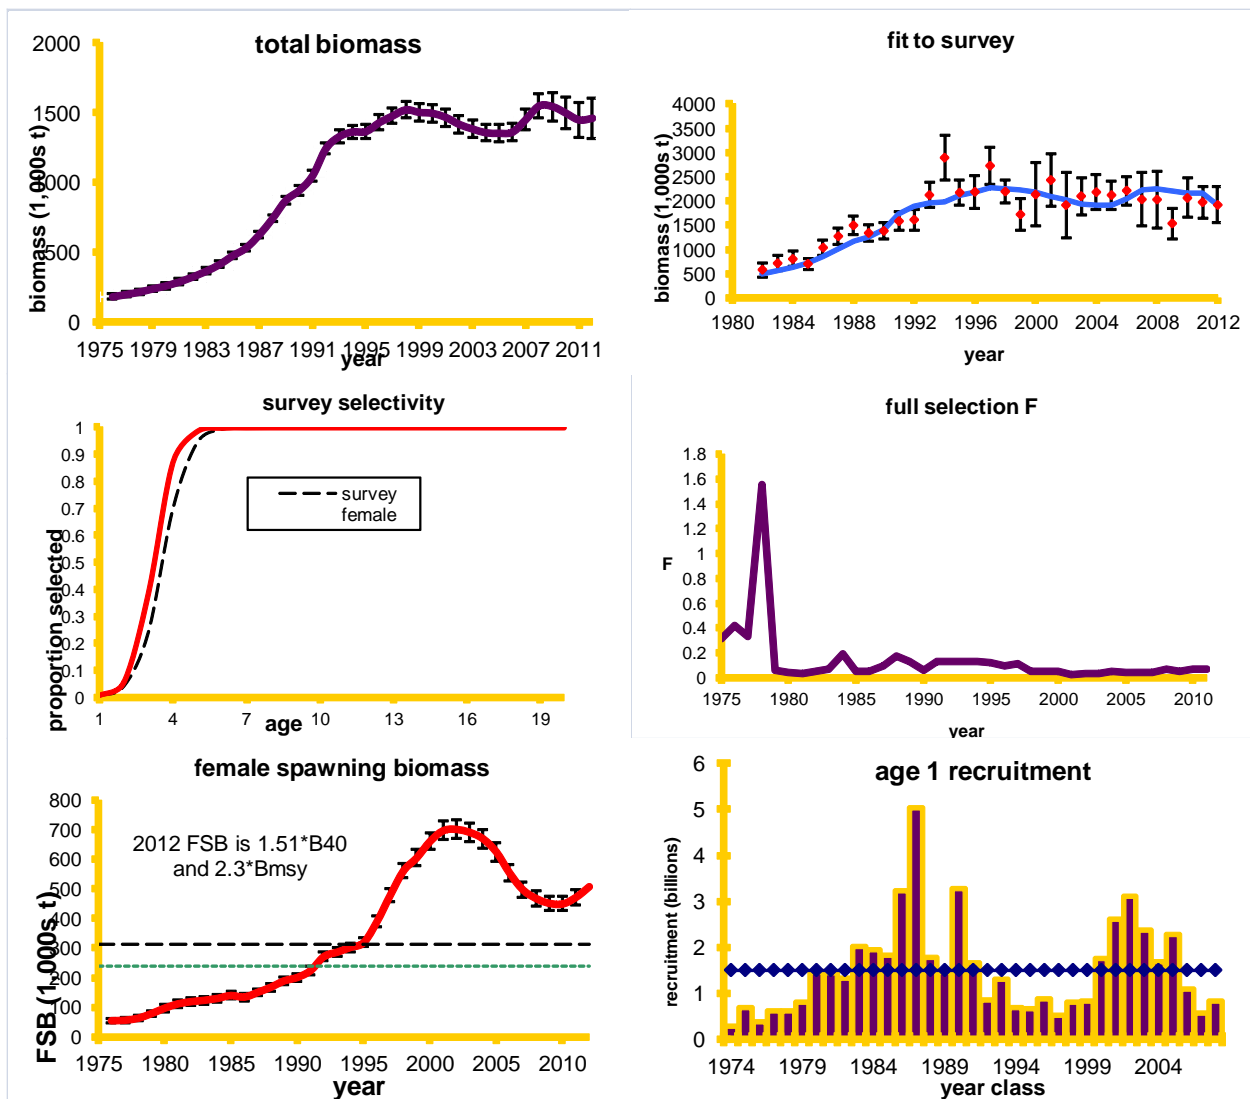 total biomass
biomass (1,000s t)
2000
1500
1000
500
0
1975 1979 1983 1987 1991 1995 1999 2003 2007 2011
year
fit to survey
biomass (1,000s t)
4000
3500
3000
2500
2000
1500
1000
500
0
1980 1984 1988 1992 1996 2000 2004 2008 2012
year
survey selectivity
proportion selected
1
0.9
0.8
0.7
0.6
0.5
0.4
0.3
0.2
0.1
0
survey
female
1 4 7 10 13 16 19
age
full selection F
F
1.8
1.6
1.4
1.2
1
0.8
0.6
0.4
0.2
0
1975 1980 1985 1990 1995 2000 2005 2010
year
female spawning biomass
FSB (1,000s t)
800
700
600
500
400
300
200
100
0
2012 FSB is 1.51*B40
and 2.3*Bmsy
1975 1980 1985 1990 1995 2000 2005 2010
year
age 1 recruitment
recruitment (billions)
6
5
4
3
2
1
0
1974 1979 1984 1989 1994 1999 2004
year class